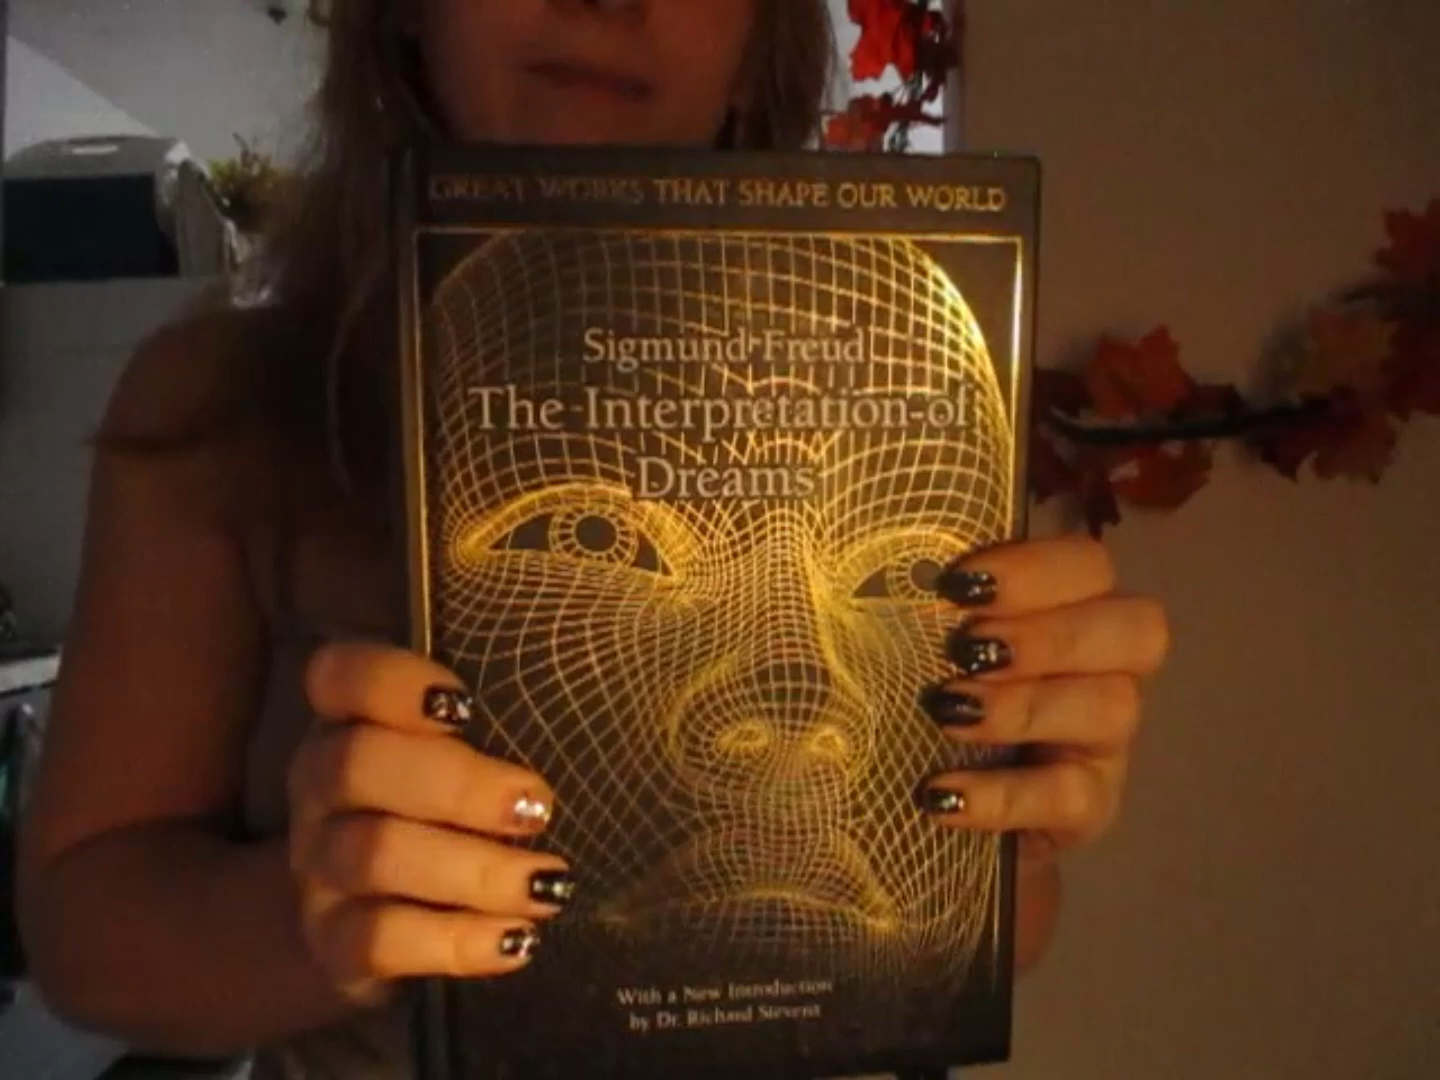 GREAT WORKS THAT SHAPE OUR WORLD
Sigmund Freud
The Interpretation of
Dreams
With a New Introduction
by Dr. Richard Stevens